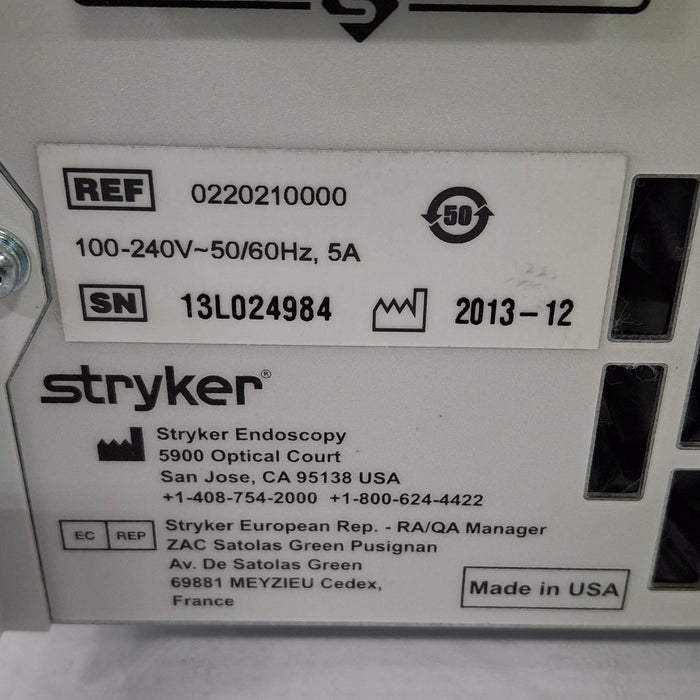 S
REF 0220210000
50
100-240V~50/60Hz, 5A
SN 13L024984 2013-12
stryker®
Stryker Endoscopy
5900 Optical Court
San Jose, CA 95138 USA
+1-408-754-2000 +1-800-624-4422
EC REP
Stryker European Rep. - RA/QA Manager
ZAC Satolas Green Pusignan
Av. De Satolas Green
69881 MEYZIEU Cedex,
France
Made in USA